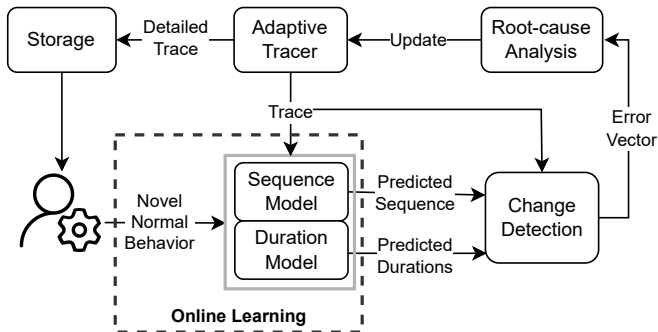 Storage
Detailed
Trace
Adaptive
Tracer
Update
Root-cause
Analysis
Trace
Error
Vector
Novel
Normal
Behavior
Sequence
Model
Duration
Model
Predicted
Sequence
Predicted
Durations
Change
Detection
Online Learning